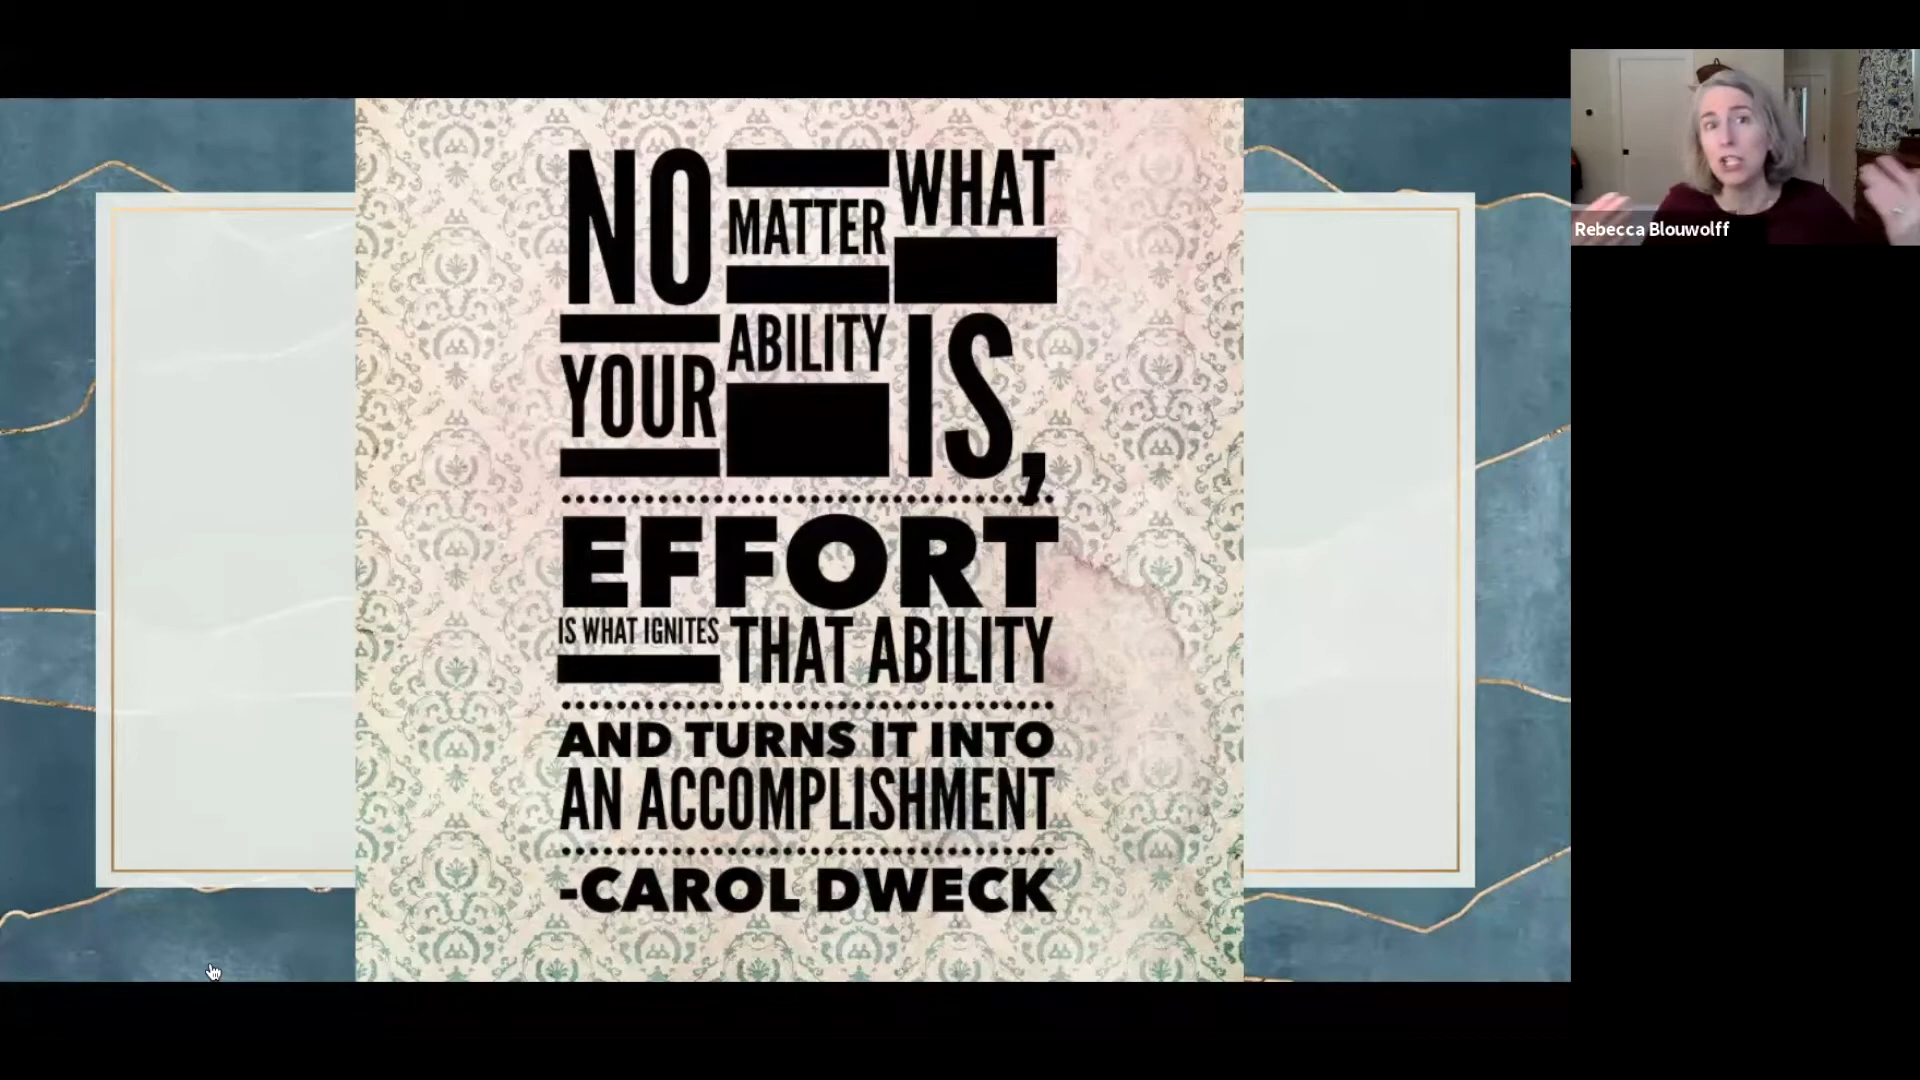 NO MATTER WHAT
YOUR ABILITY IS,
EFFORT
IS WHAT IGNITES THAT ABILITY
AND TURNS IT INTO
AN ACCOMPLISHMENT
-CAROL DWECK
Rebecca Blouwolff